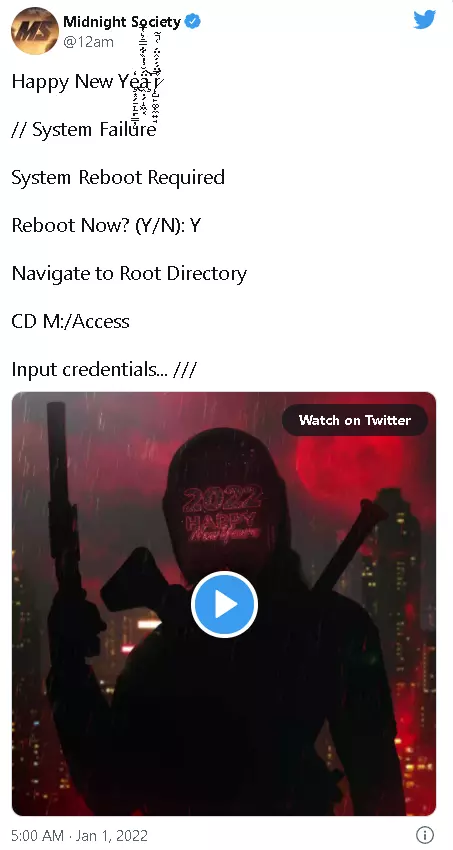 MS
Midnight Society
@12am
Happy New Year
// System Failure
System Reboot Required
Reboot Now? (Y/N): Y
Navigate to Root Directory
CD M:/Access
Input credentials... ///
Watch on Twitter
2022
HAPPY
New Years
5:00 AM · Jan 1, 2022